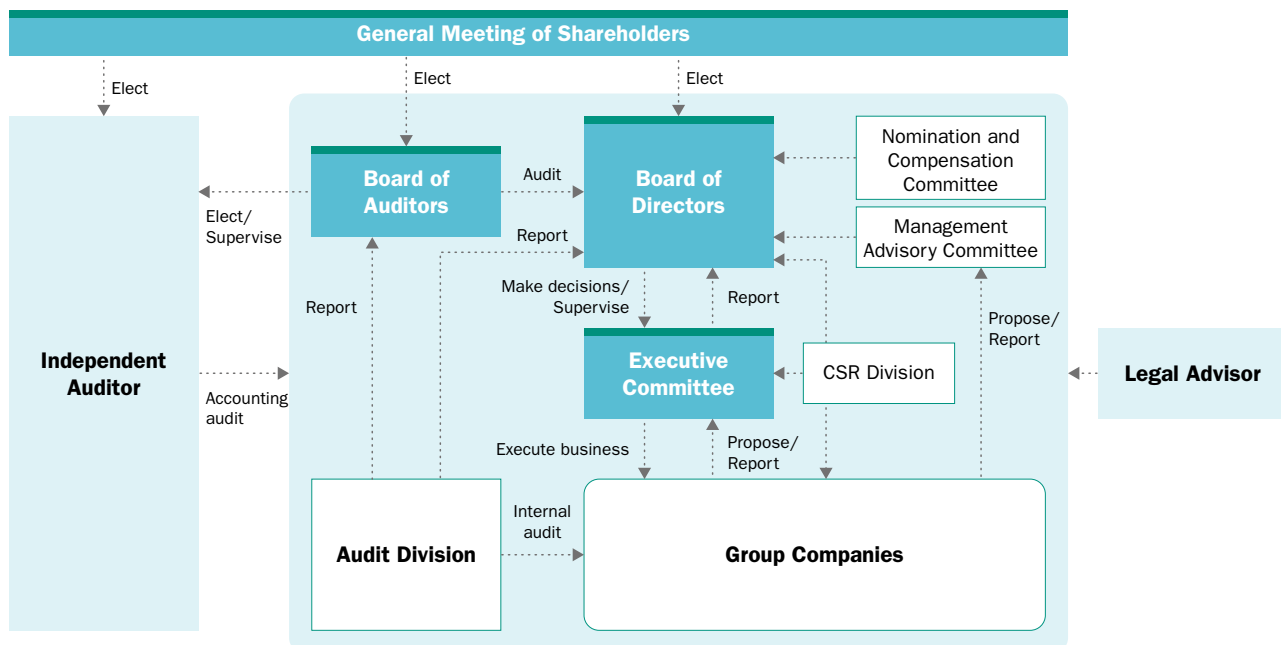 General Meeting of Shareholders
Elect
Elect
Elect
Nomination and
Compensation
Committee
Board of
Auditors
Audit
Board of
Directors
Elect/
Supervise
Report
Management
Advisory Committee
Make decisions/
Supervise
Report
Report
Propose/
Report
Independent
Auditor
Executive
Committee
CSR Division
Legal Advisor
Accounting
audit
Execute business
Propose/
Report
Internal
audit
Audit Division
Group Companies